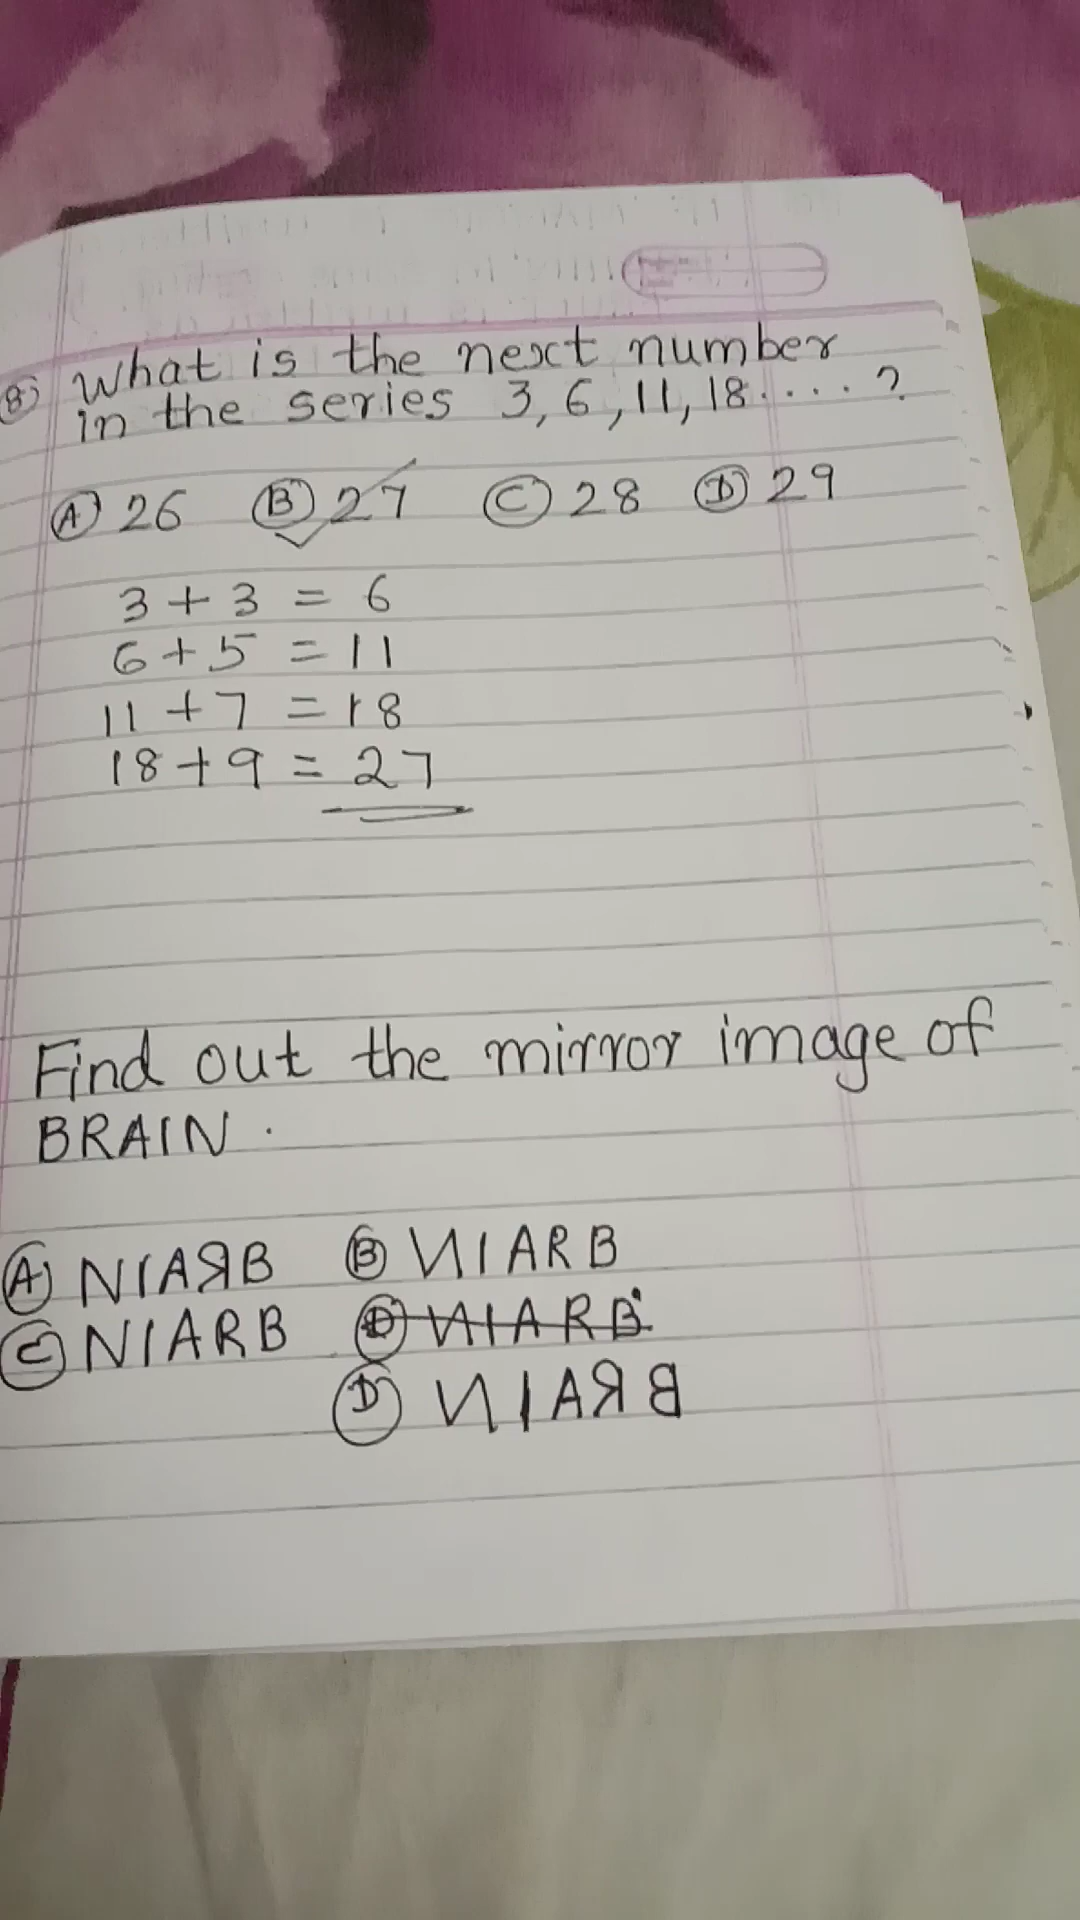 8) What is the next number
in the series 3, 6, 11, 18.... ?
A) 26 B) 27 C) 28 D) 29
3 + 3 = 6
6 + 5 = 11
11 + 7 = 18
18 + 9 = 27
Find out the mirror image of
BRAIN.
A) NIAЯB B) ИIARB
C) NIARB D) ИIARB
D) ИIAЯ𐐒